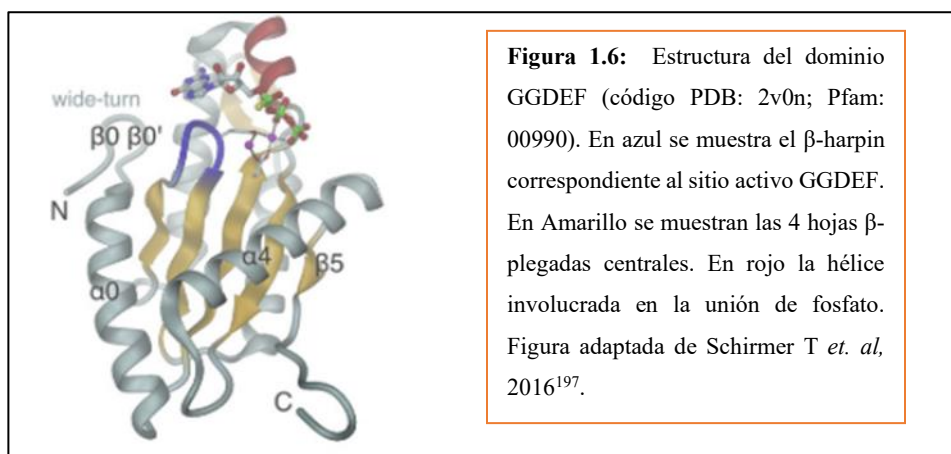 wide-turn
β0 β0'
N
α0
α4
β5
C
Figura 1.6: Estructura del dominio
GGDEF (código PDB: 2v0n; Pfam:
00990). En azul se muestra el β-harpin
correspondiente al sitio activo GGDEF.
En Amarillo se muestran las 4 hojas β-
plegadas centrales. En rojo la hélice
involucrada en la unión de fosfato.
Figura adaptada de Schirmer T et. al,
2016197.